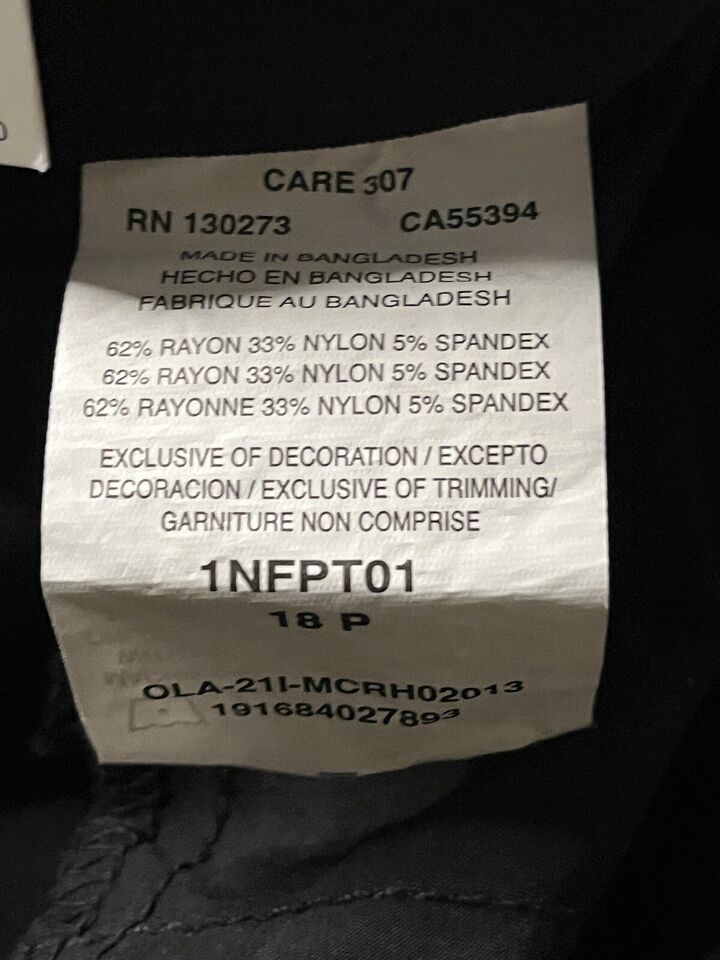 CARE 307
RN 130273 CA55394
MADE IN BANGLADESH
HECHO EN BANGLADESH
FABRIQUE AU BANGLADESH
62% RAYON 33% NYLON 5% SPANDEX
62% RAYON 33% NYLON 5% SPANDEX
62% RAYONNE 33% NYLON 5% SPANDEX
EXCLUSIVE OF DECORATION / EXCEPTO
DECORACION / EXCLUSIVE OF TRIMMING/
GARNITURE NON COMPRISE
1NFPT01
18 P
OLA-21I-MCRH02013
191684027893